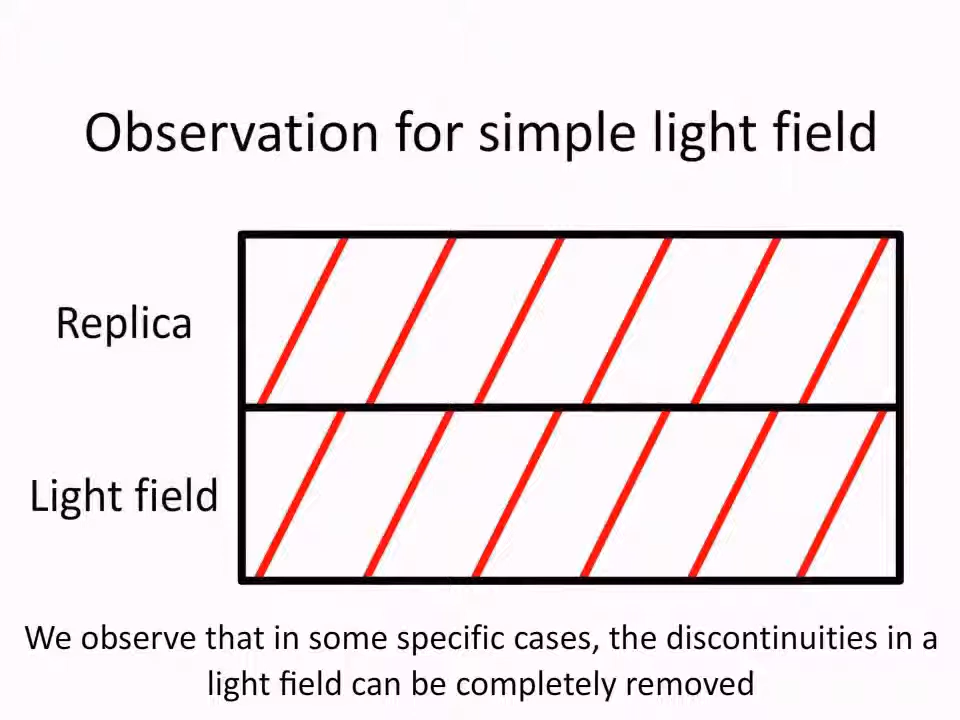 Observation for simple light field
Replica
Light field
We observe that in some specific cases, the discontinuities in a
light field can be completely removed